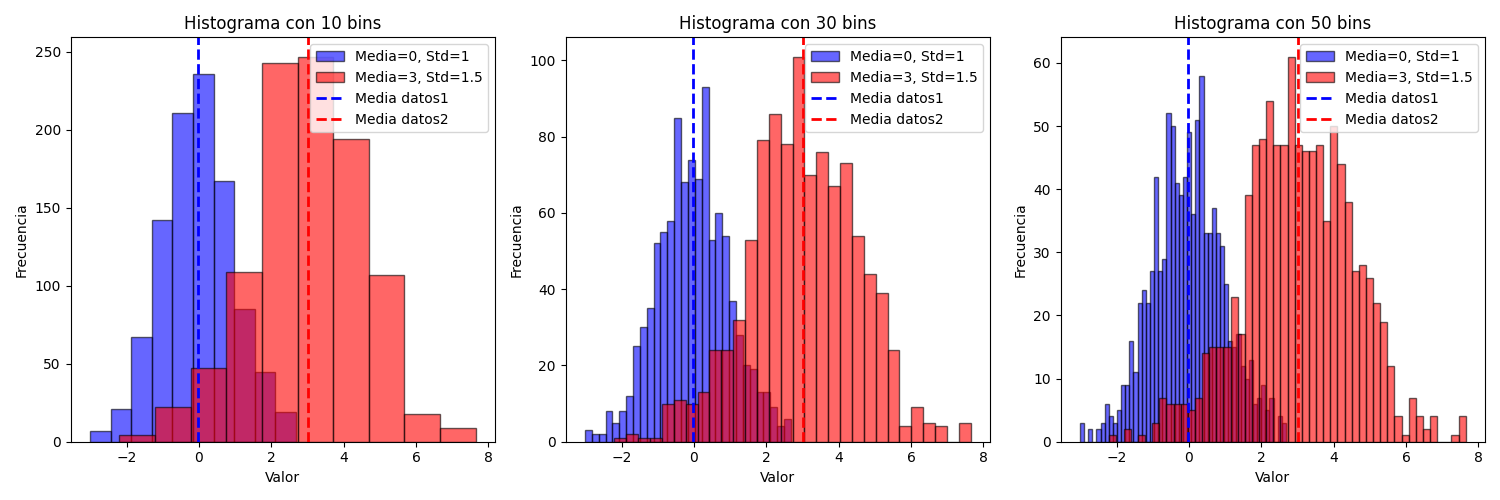 Histograma con 10 bins
Frecuencia
250
200
150
100
50
0
−2
0
2
4
6
8
Valor
Media=0, Std=1
Media=3, Std=1.5
Media datos1
Media datos2
Histograma con 30 bins
Frecuencia
100
80
60
40
20
0
−2
0
2
4
6
8
Valor
Media=0, Std=1
Media=3, Std=1.5
Media datos1
Media datos2
Histograma con 50 bins
Frecuencia
60
50
40
30
20
10
0
−2
0
2
4
6
8
Valor
Media=0, Std=1
Media=3, Std=1.5
Media datos1
Media datos2